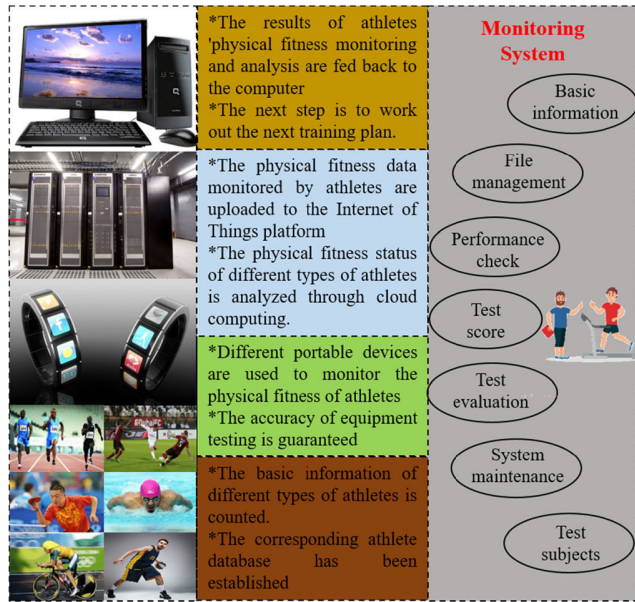 *The results of athletes
'physical fitness monitoring
and analysis are fed back to
the computer
*The next step is to work
out the next training plan.
*The physical fitness data
monitored by athletes are
uploaded to the Internet of
Things platform
*The physical fitness status
of different types of athletes
is analyzed through cloud
computing.
*Different portable devices
are used to monitor the
physical fitness of athletes
*The accuracy of equipment
testing is guaranteed
*The basic information of
different types of athletes is
counted.
*The corresponding athlete
database has been
established
Monitoring
System
Basic
information
File
management
Performance
check
Test
score
Test
evaluation
System
maintenance
Test
subjects